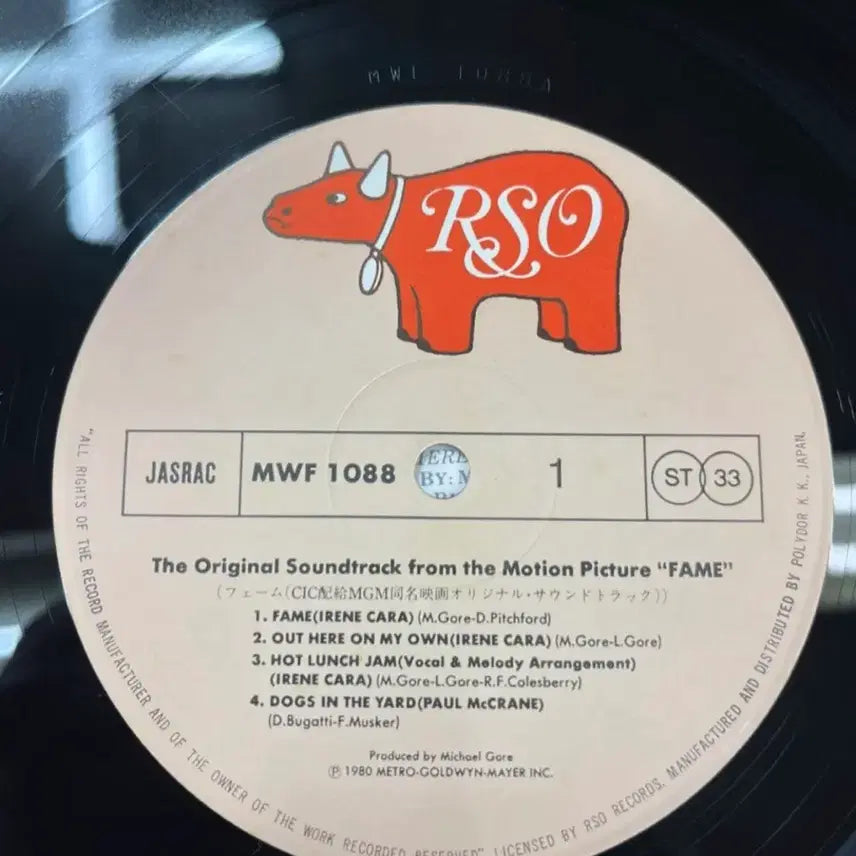 MWF 1088A
RSO
JASRAC
MWF 1088
1
ST 33
The Original Soundtrack from the Motion Picture "FAME"
(フェーム(CIC配給MGM同名映画オリジナル・サウンドトラック))
1. FAME(IRENE CARA) (M.Gore-D.Pitchford)
2. OUT HERE ON MY OWN(IRENE CARA) (M.Gore-L.Gore)
3. HOT LUNCH JAM(Vocal & Melody Arrangement)
(IRENE CARA) (M.Gore-L.Gore-R.F.Colesberry)
4. DOGS IN THE YARD(PAUL McCRANE)
(D.Bugatti-F.Musker)
Produced by Michael Gore
Ⓟ 1980 METRO-GOLDWYN-MAYER INC.
"ALL RIGHTS OF THE RECORD MANUFACTURER AND OF THE OWNER OF THE WORK RECORDED RESERVED" LICENSED BY RSO RECORDS, MANUFACTURED AND DISTRIBUTED BY POLYDOR K.K., JAPAN.